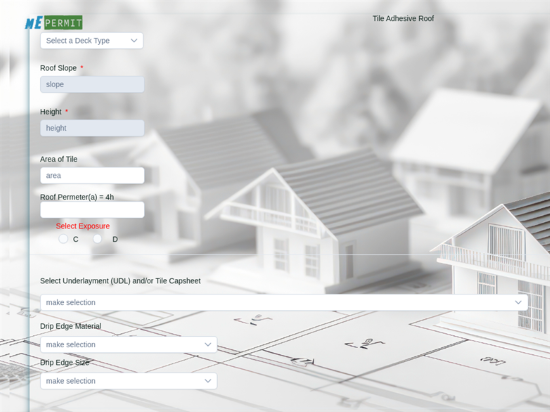 ME PERMIT
Tile Adhesive Roof
Select a Deck Type
Roof Slope *
slope
Height *
height
Area of Tile
area
Roof Permeter(a) = 4h
Select Exposure
C
D
Select Underlayment (UDL) and/or Tile Capsheet
make selection
Drip Edge Material
make selection
Drip Edge Size
make selection